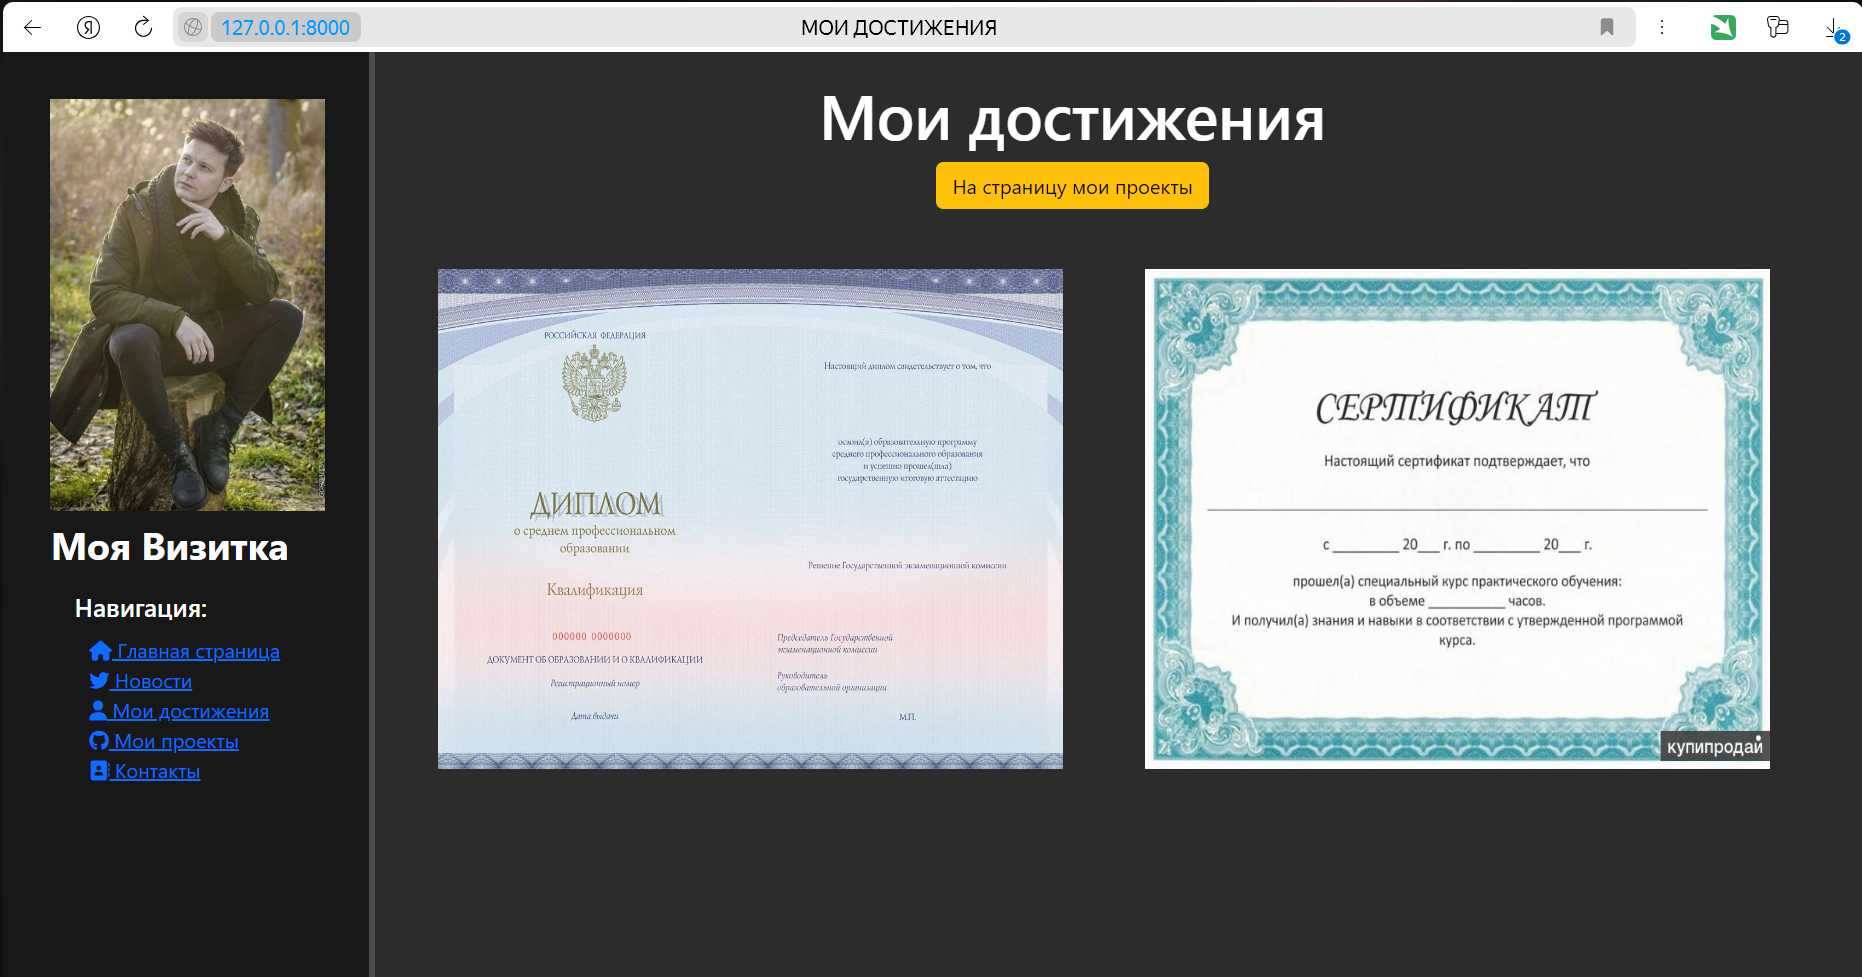 127.0.0.1:8000
МОИ ДОСТИЖЕНИЯ
2
Моя Визитка
Навигация:
Главная страница
Новости
Мои достижения
Мои проекты
Контакты
Мои достижения
На страницу мои проекты
РОССИЙСКАЯ ФЕДЕРАЦИЯ
ДИПЛОМ
о среднем профессиональном
образовании
Квалификация
000000 0000000
ДОКУМЕНТ ОБ ОБРАЗОВАНИИ И О КВАЛИФИКАЦИИ
Регистрационный номер
Дата выдачи
Настоящий диплом свидетельствует о том, что
освоил(а) образовательную программу
среднего профессионального образования
и успешно прошел(шла)
государственную итоговую аттестацию
Решение Государственной экзаменационной комиссии
Председатель Государственной
экзаменационной комиссии
Руководитель
образовательной организации
М.П.
СЕРТИФИКАТ
Настоящий сертификат подтверждает, что
с _________ 20___ г. по _________ 20___ г.
прошел(а) специальный курс практического обучения:
в объеме __________ часов.
И получил(а) знания и навыки в соответствии с утвержденной программой
курса.
купипродай